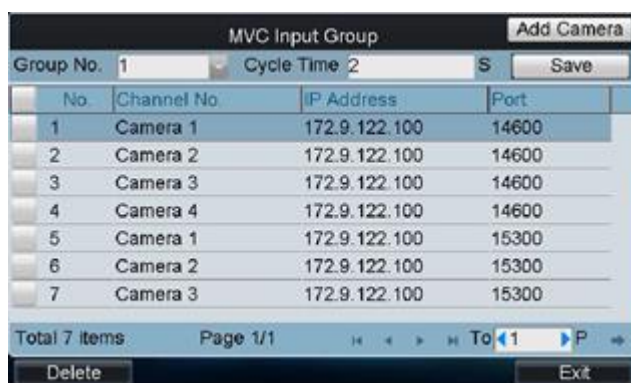 MVC Input Group Add Camera
Group No. 1 Cycle Time 2 S Save
No. Channel No. IP Address Port
1 Camera 1 172.9.122.100 14600
2 Camera 2 172.9.122.100 14600
3 Camera 3 172.9.122.100 14600
4 Camera 4 172.9.122.100 14600
5 Camera 1 172.9.122.100 15300
6 Camera 2 172.9.122.100 15300
7 Camera 3 172.9.122.100 15300
Total 7 items Page 1/1 To 1 P
Delete Exit